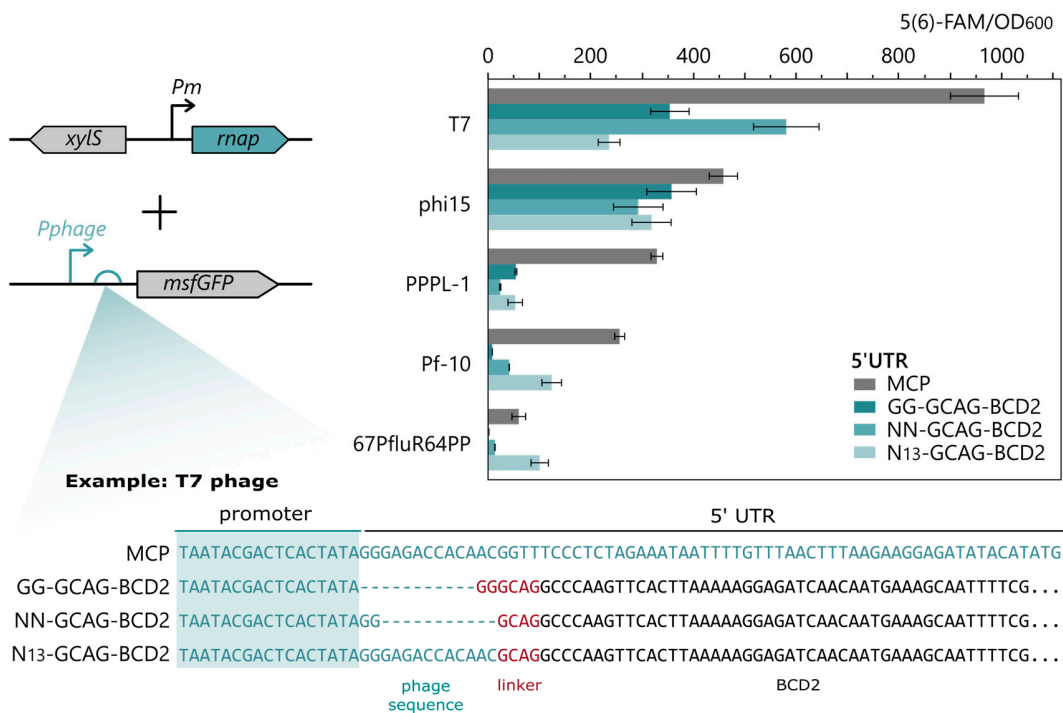 5(6)-FAM/OD600
0 200 400 600 800 1000
Pm
xylS
rnap
Pphage
msfGFP
T7
phi15
PPPL-1
Pf-10
67PfluR64PP
5'UTR
MCP
GG-GCAG-BCD2
NN-GCAG-BCD2
N13-GCAG-BCD2
Example: T7 phage
promoter 5' UTR
MCP TAATACGACTCACTATAGGGAGACCACAACGGTTTCCCTCTAGAAATAATTTTGTTTAACTTTAAGAAGGAGATATACATATG
GG-GCAG-BCD2 TAATACGACTCACTATA-----------GGGCAGGCCCAAGTTCACTTAAAAAGGAGATCAACAATGAAAGCAATTTTCG...
NN-GCAG-BCD2 TAATACGACTCACTATAGG-----------GCAGGCCCAAGTTCACTTAAAAAGGAGATCAACAATGAAAGCAATTTTCG...
N13-GCAG-BCD2 TAATACGACTCACTATAGGGAGACCACAACGCAGGCCCAAGTTCACTTAAAAAGGAGATCAACAATGAAAGCAATTTTCG...
phage sequence
linker
BCD2